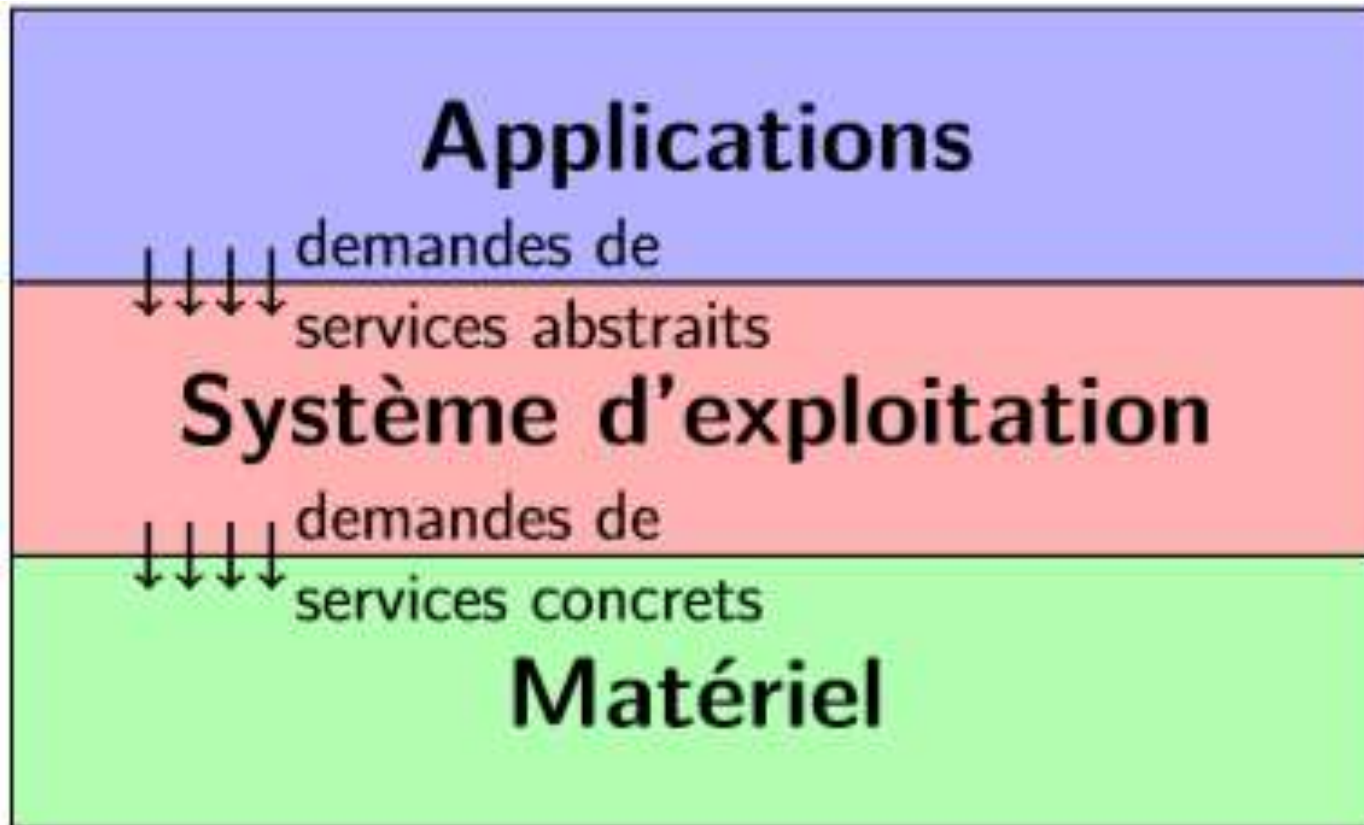 Applications
demandes de
services abstraits
Système d'exploitation
demandes de
services concrets
Matériel